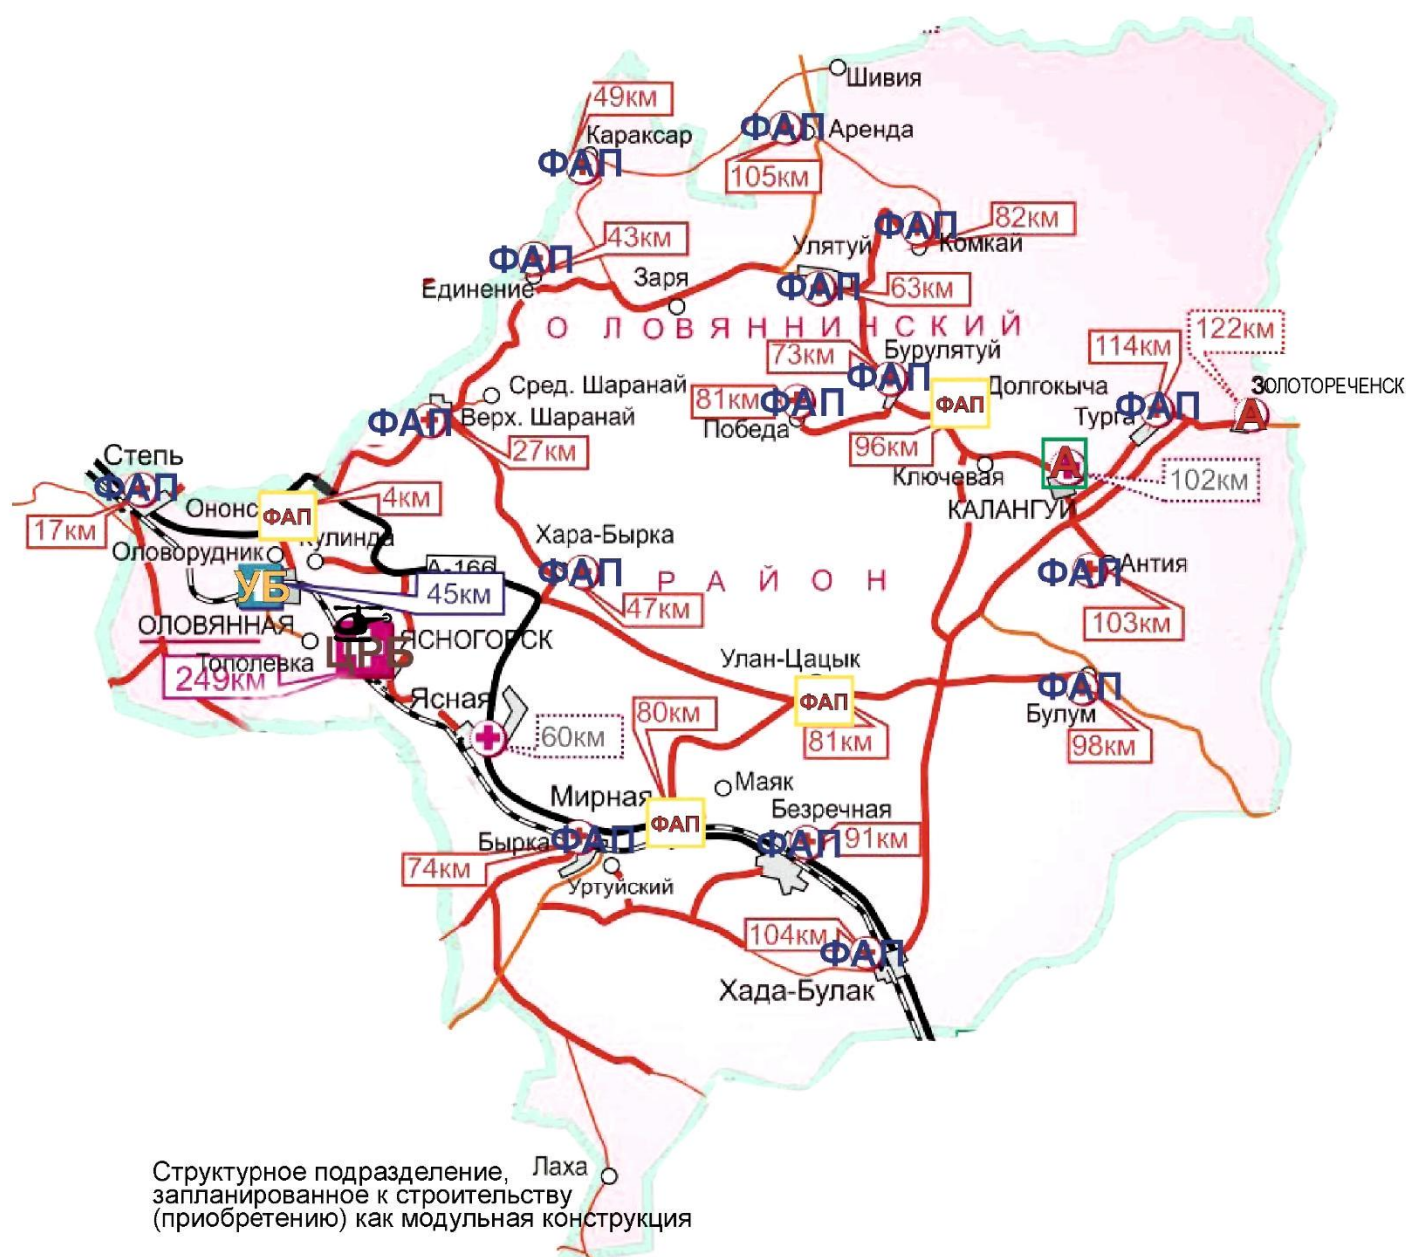 Шивия
49км
Караксар
ФАП
ФАП
Аренда
105км
ФАП
82км
Комкай
43км
ФАП
Единение
Заря
Улятуй
ФАП
63км
ОЛОВЯННИНСКИЙ
122км
114км
73км
Бурулятуй
ФАП
ЗОЛОТОРЕЧЕНСК
А
Сред. Шаранай
81км
ФАП
Победа
ФАП
Долгокыча
96км
Турга
ФАП
ФАП
Верх. Шаранай
27км
Степь
ФАП
17км
Ононс
ФАП
4км
Ключевая
А
102км
КАЛАНГУЙ
Оловорудник
Кулинда
А-166
Хара-Бырка
ФАП
47км
РАЙОН
ФАП
Антия
103км
УБ
45км
ОЛОВЯННАЯ
ЦРБ
ЯСНОГОРСК
Тополевка
249км
Улан-Цацык
ФАП
81км
ФАП
Булум
98км
Ясная
60км
80км
Маяк
Мирная
ФАП
Безречная
ФАП
91км
Бырка
ФАП
74км
Уртуйский
104км
ФАП
Хада-Булак
Лаха
Структурное подразделение,
запланированное к строительству
(приобретению) как модульная конструкция